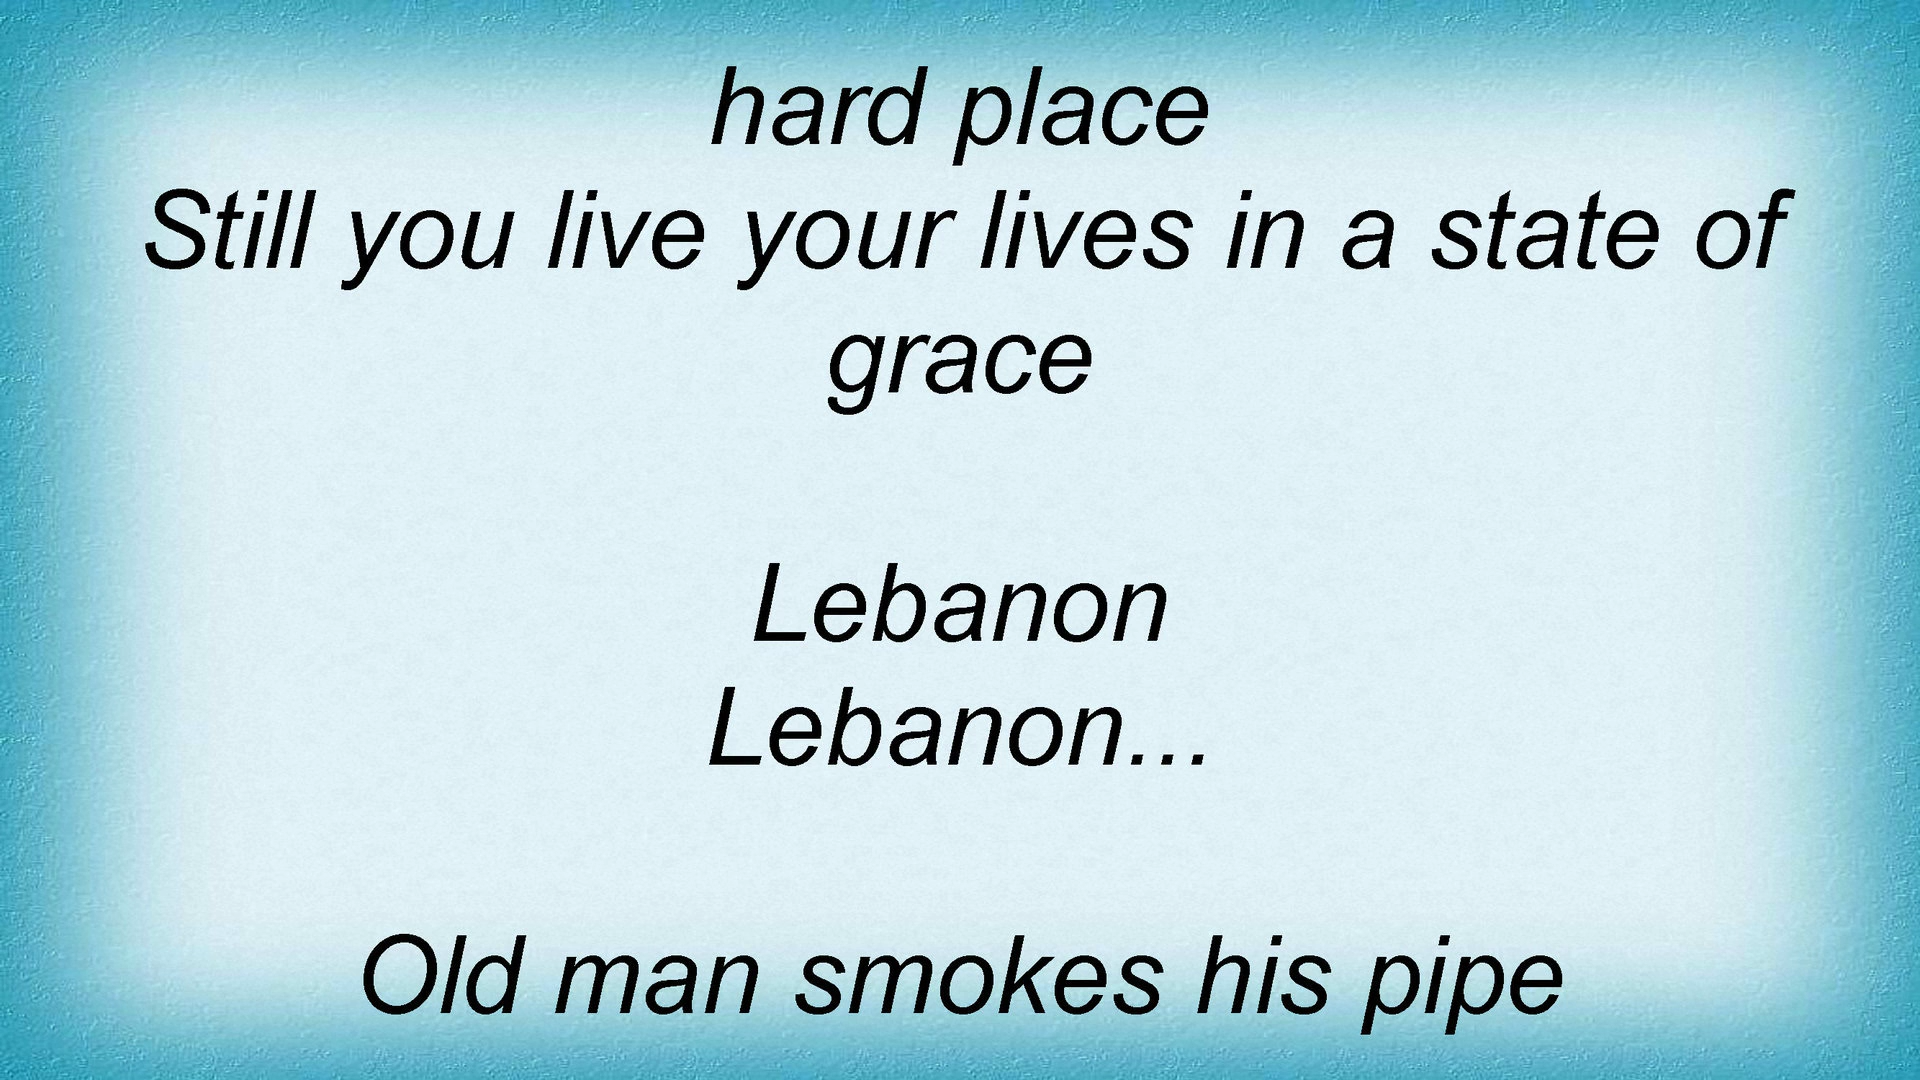 hard place
Still you live your lives in a state of
grace
Lebanon
Lebanon...
Old man smokes his pipe